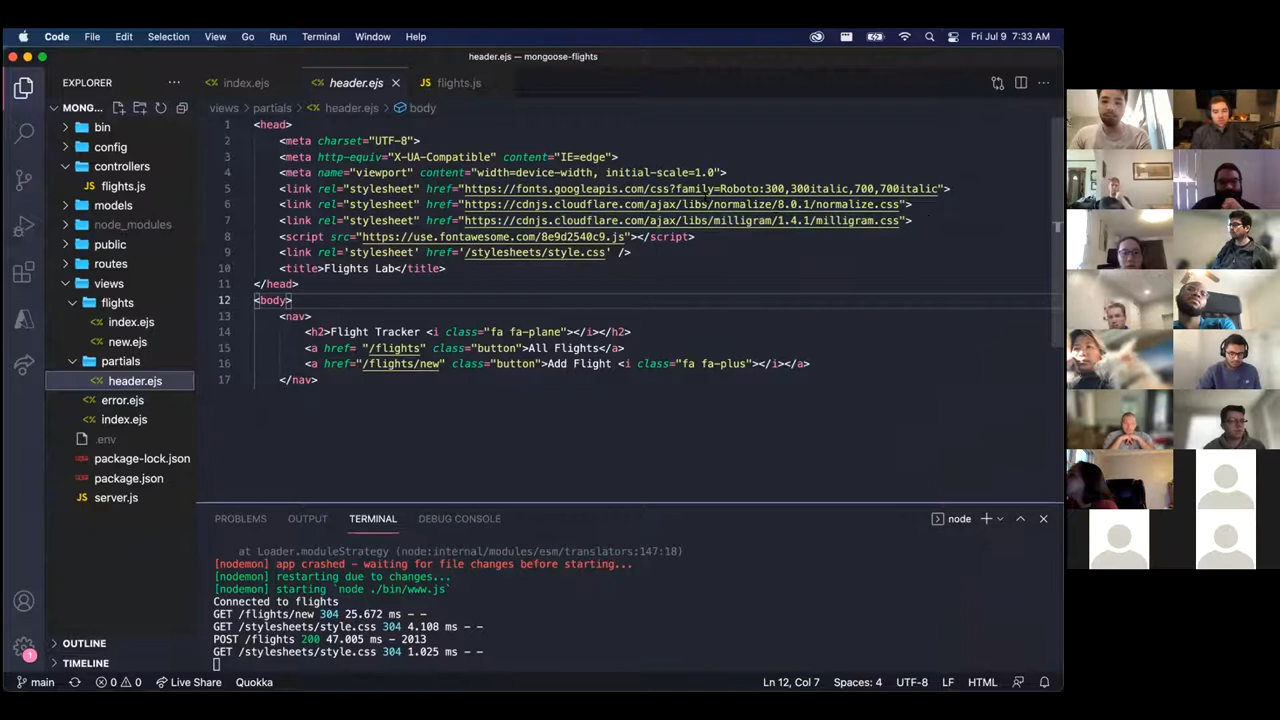 Code File Edit Selection View Go Run Terminal Window Help Fri Jul 9 7:33 AM
header.ejs — mongoose-flights
EXPLORER
index.ejs header.ejs flights.js
MONG...
views partials header.ejs body
bin
config
controllers
flights.js
models
node_modules
public
routes
views
flights
index.ejs
new.ejs
partials
header.ejs
error.ejs
index.ejs
.env
package-lock.json
package.json
server.js
OUTLINE
TIMELINE
1 <head>
2 <meta charset="UTF-8">
3 <meta http-equiv="X-UA-Compatible" content="IE=edge">
4 <meta name="viewport" content="width=device-width, initial-scale=1.0">
5 <link rel="stylesheet" href="https://fonts.googleapis.com/css?family=Roboto:300,300italic,700,700italic">
6 <link rel="stylesheet" href="https://cdnjs.cloudflare.com/ajax/libs/normalize/8.0.1/normalize.css">
7 <link rel="stylesheet" href="https://cdnjs.cloudflare.com/ajax/libs/milligram/1.4.1/milligram.css">
8 <script src="https://use.fontawesome.com/8e9d2540c9.js"></script>
9 <link rel='stylesheet' href='/stylesheets/style.css' />
10 <title>Flights Lab</title>
11 </head>
12 <body>
13 <nav>
14 <h2>Flight Tracker <i class="fa fa-plane"></i></h2>
15 <a href= "/flights" class="button">All Flights</a>
16 <a href="/flights/new" class="button">Add Flight <i class="fa fa-plus"></i></a>
17 </nav>
PROBLEMS OUTPUT TERMINAL DEBUG CONSOLE node
at Loader.moduleStrategy (node:internal/modules/esm/translators:147:18)
[nodemon] app crashed - waiting for file changes before starting...
[nodemon] restarting due to changes...
[nodemon] starting `node ./bin/www.js`
Connected to flights
GET /flights/new 304 25.672 ms - -
GET /stylesheets/style.css 304 4.108 ms - -
POST /flights 200 47.005 ms - 2013
GET /stylesheets/style.css 304 1.025 ms - -
1
main 0 0 Live Share Quokka Ln 12, Col 7 Spaces: 4 UTF-8 LF HTML